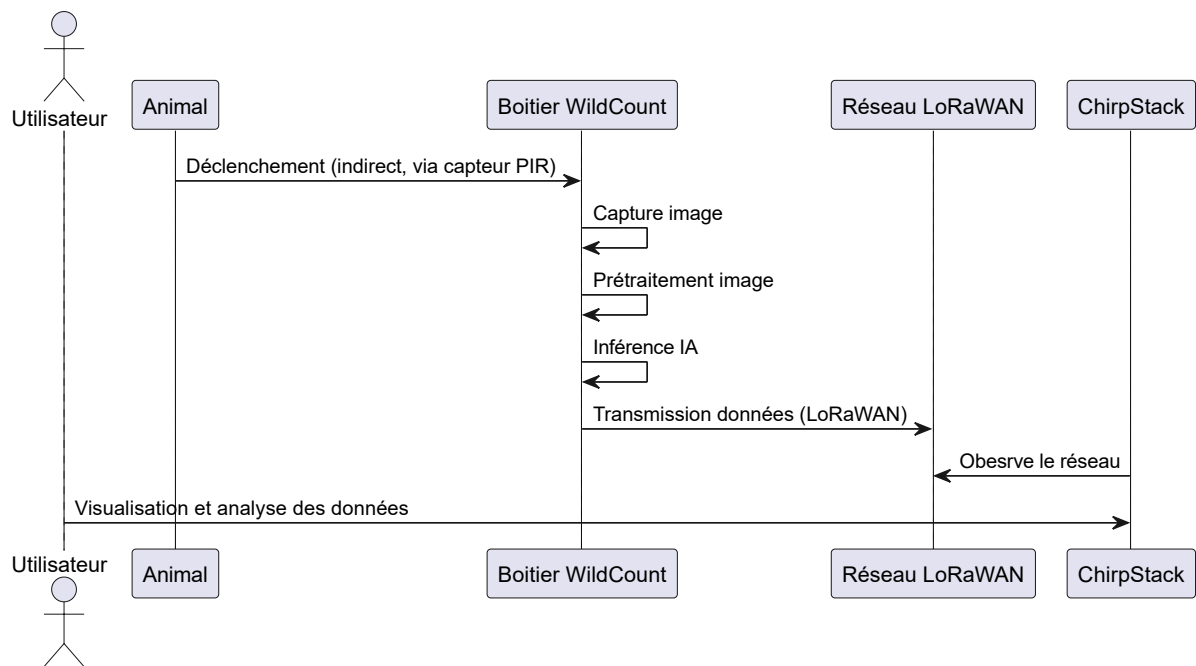 Utilisateur
Animal
Boitier WildCount
Réseau LoRaWAN
ChirpStack
Déclenchement (indirect, via capteur PIR)
Capture image
Prétraitement image
Inférence IA
Transmission données (LoRaWAN)
Obesrve le réseau
Visualisation et analyse des données
Utilisateur
Animal
Boitier WildCount
Réseau LoRaWAN
ChirpStack